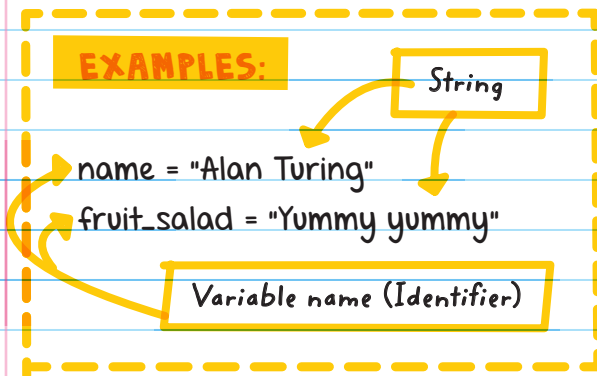 EXAMPLES:
String
name = "Alan Turing"
fruit_salad = "Yummy yummy"
Variable name (Identifier)